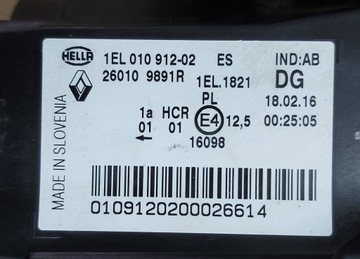 HELLA 1EL 010 912-02 ES IND:AB
26010 9891R 1EL.1821 DG
PL 18.02.16
1a HCR E4 12,5 00:25:05
01 01
← 16098
MADE IN SLOVENIA
0109120200026614